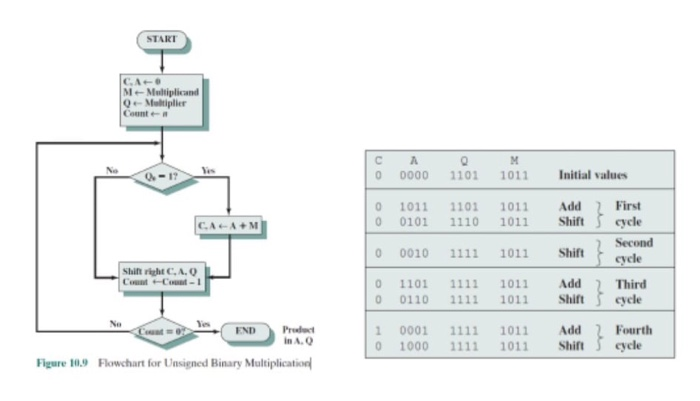 START
C, A ← 0
M ← Multiplicand
Q ← Multiplier
Count ← n
No
Q₀ = 1?
Yes
C, A ← A + M
Shift right C, A, Q
Count ← Count – 1
No
Count = 0?
Yes
END
Product
in A, Q
Figure 10.9 Flowchart for Unsigned Binary Multiplication
C A Q M
0 0000 1101 1011 Initial values
0 1011 1101 1011 Add } First
0 0101 1110 1011 Shift } cycle
Second
0 0010 1111 1011 Shift }
cycle
0 1101 1111 1011 Add } Third
0 0110 1111 1011 Shift } cycle
1 0001 1111 1011 Add } Fourth
0 1000 1111 1011 Shift } cycle